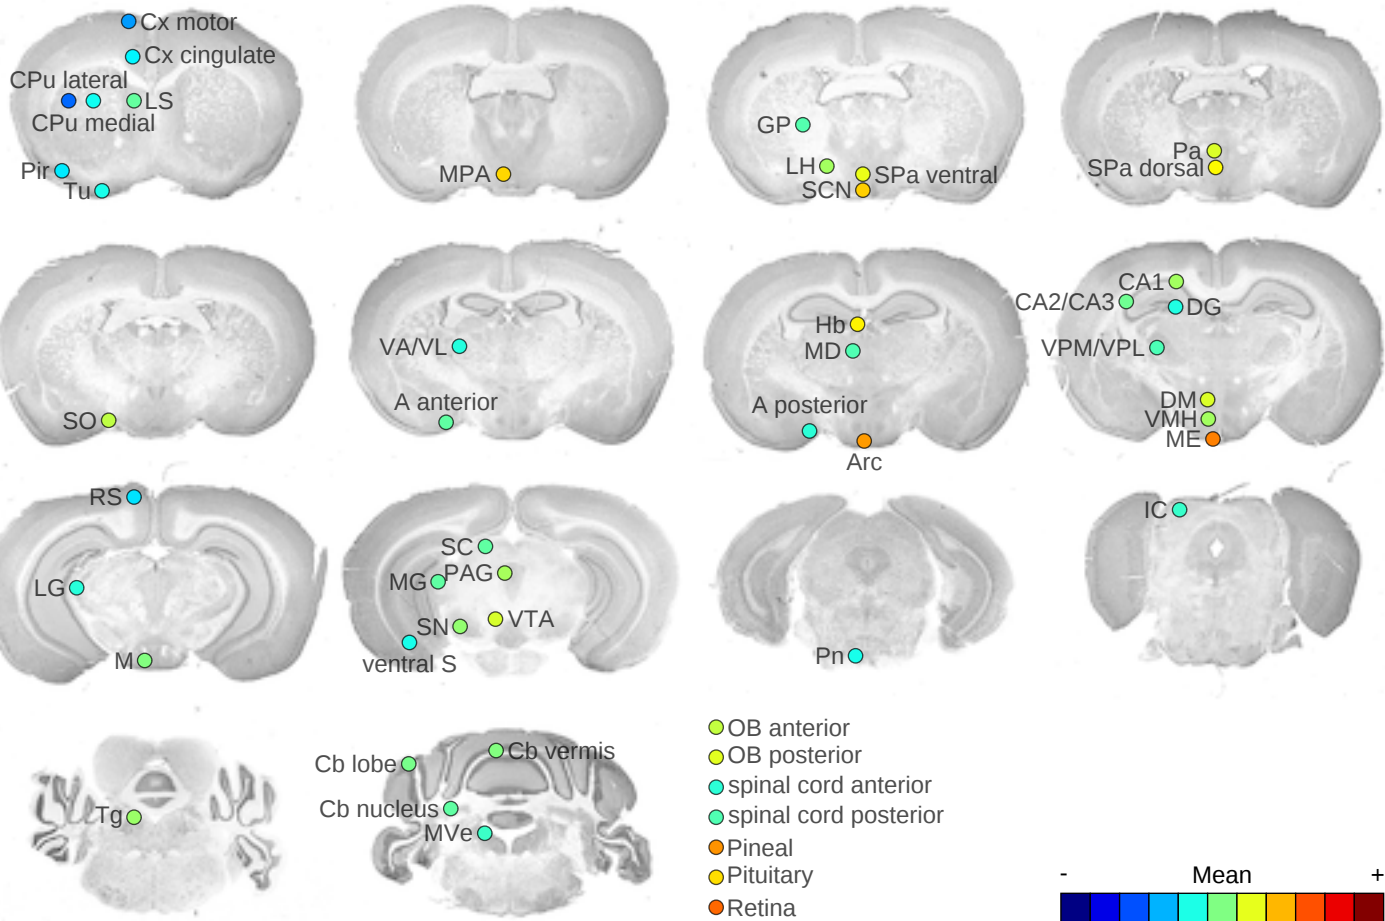 Cx motor
Cx cingulate
CPu lateral
LS
CPu medial
Pir
Tu
MPA
GP
LH
SPa ventral
SCN
Pa
SPa dorsal
SO
VA/VL
A anterior
Hb
MD
A posterior
Arc
CA1
CA2/CA3
DG
VPM/VPL
DM
VMH
ME
RS
LG
M
SC
MG
PAG
SN
VTA
ventral S
Pn
IC
Tg
Cb lobe
Cb vermis
Cb nucleus
MVe
OB anterior
OB posterior
spinal cord anterior
spinal cord posterior
Pineal
Pituitary
Retina
- Mean +